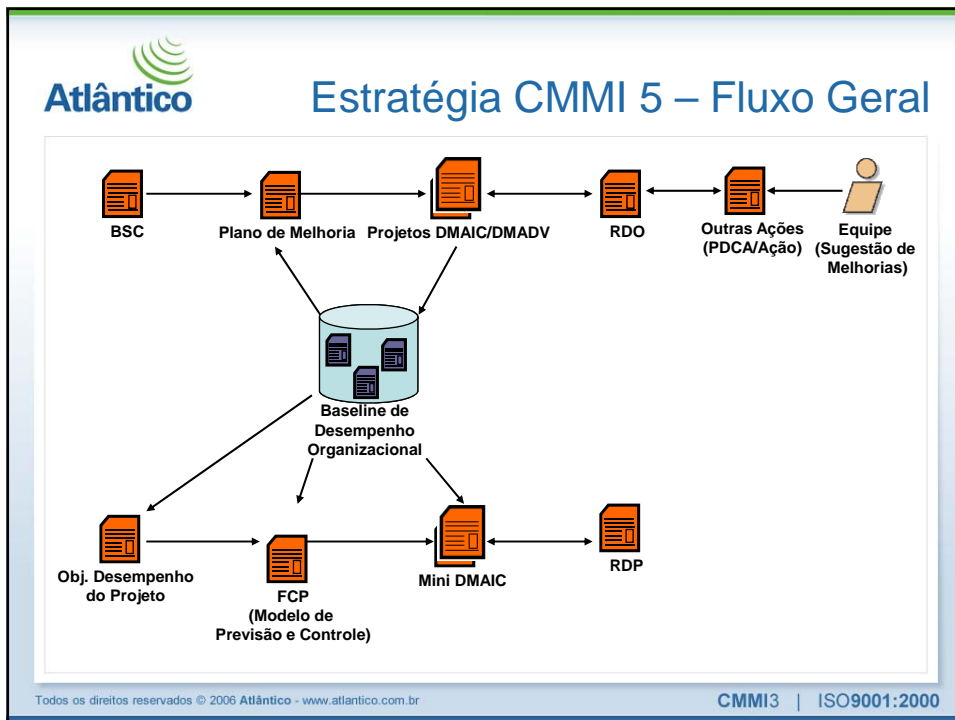 Atlântico
Estratégia CMMI 5 – Fluxo Geral
BSC
Plano de Melhoria
Projetos DMAIC/DMADV
RDO
Outras Ações
(PDCA/Ação)
Equipe
(Sugestão de
Melhorias)
Baseline de
Desempenho
Organizacional
Obj. Desempenho
do Projeto
FCP
(Modelo de
Previsão e Controle)
Mini DMAIC
RDP
Todos os direitos reservados © 2006 Atlântico - www.atlantico.com.br
CMMI3 | ISO9001:2000